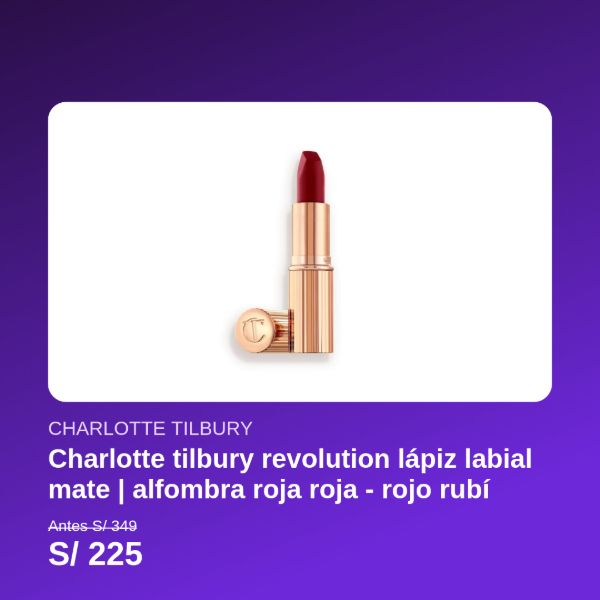 CHARLOTTE TILBURY
Charlotte tilbury revolution lápiz labial
mate | alfombra roja roja - rojo rubí
Antes S/ 349
S/ 225